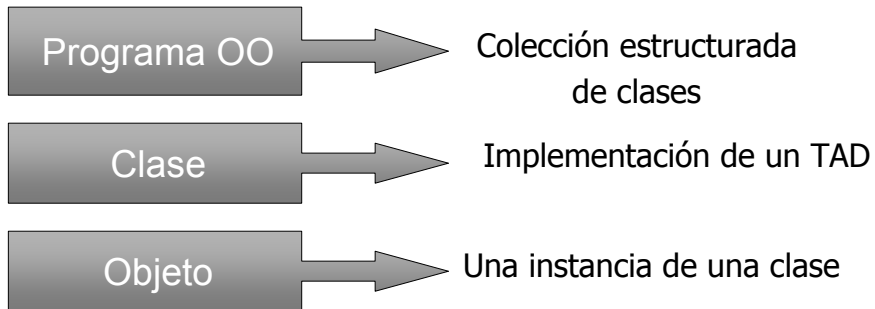 Programa OO
Colección estructurada
de clases
Clase
Implementación de un TAD
Objeto
Una instancia de una clase